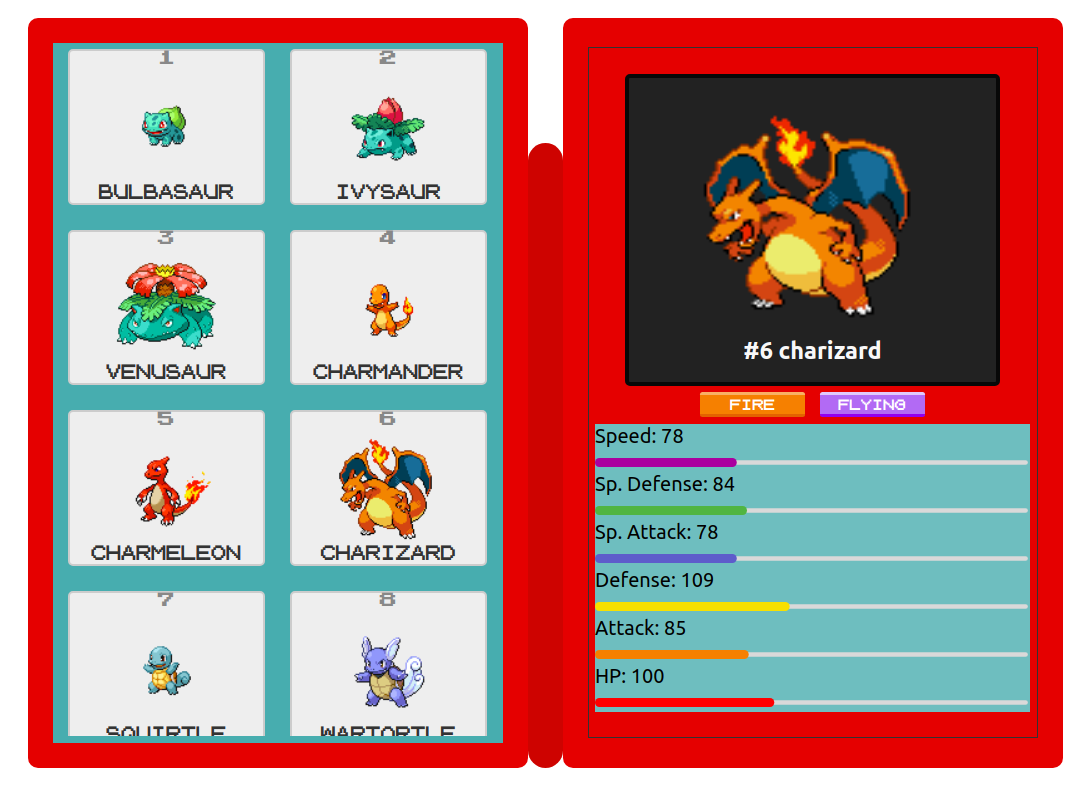 1
BULBASAUR
2
IVYSAUR
3
VENUSAUR
4
CHARMANDER
5
CHARMELEON
6
CHARIZARD
7
SQUIRTLE
8
WARTORTLE
#6 charizard
FIRE
FLYING
Speed: 78
Sp. Defense: 84
Sp. Attack: 78
Defense: 109
Attack: 85
HP: 100